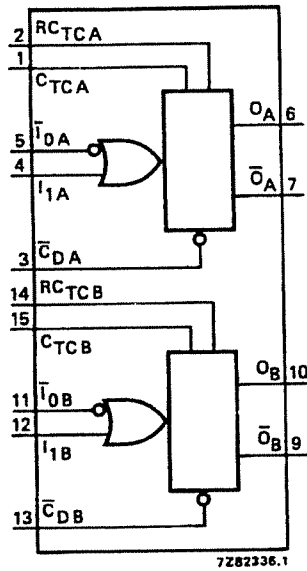 2 RCTCA
1 CTCA
OA 6
5 Ī0A
4 I1A
ŌA 7
3 C̄DA
14 RCTCB
15 CTCB
OB 10
11 Ī0B
12 I1B
ŌB 9
13 C̄DB
7Z82336.1